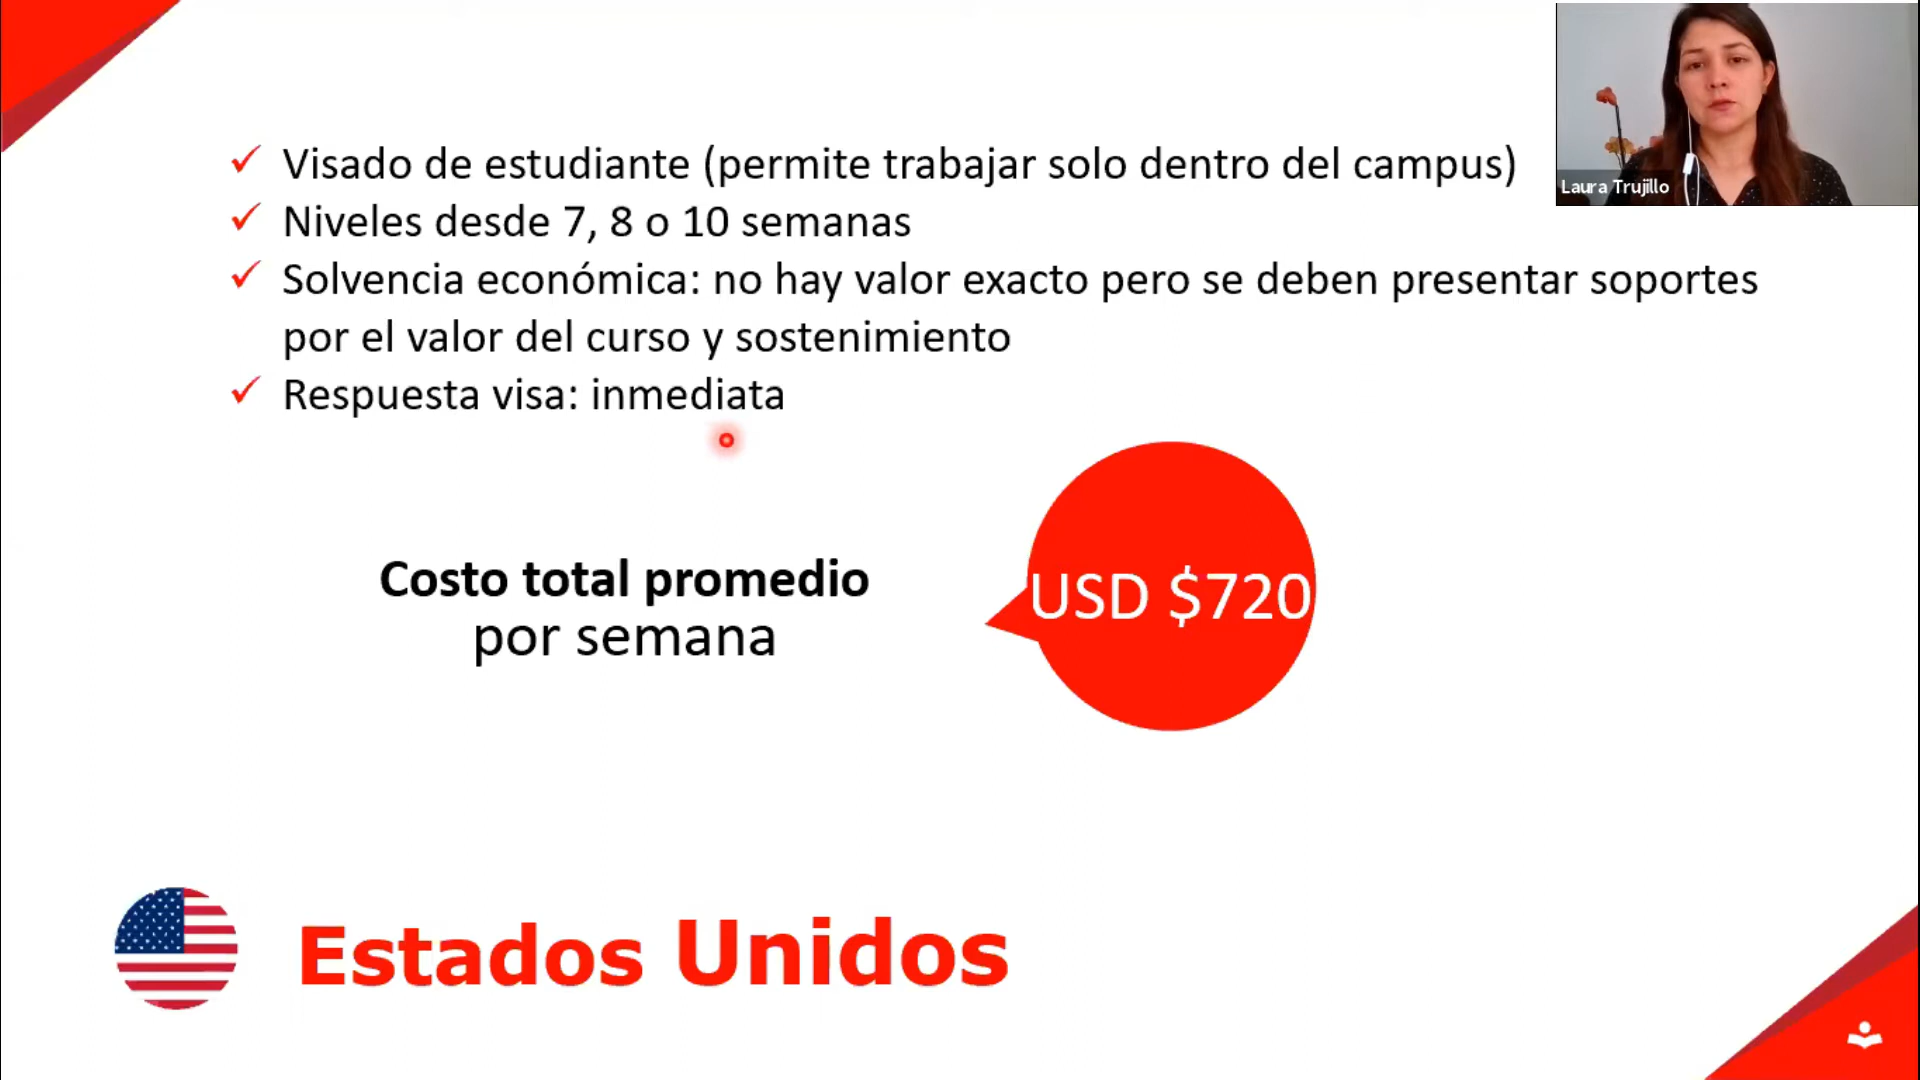 Visado de estudiante (permite trabajar solo dentro del campus)
Niveles desde 7, 8 o 10 semanas
Solvencia económica: no hay valor exacto pero se deben presentar soportes
por el valor del curso y sostenimiento
Respuesta visa: inmediata
Laura Trujillo
Costo total promedio
por semana
USD $720
Estados Unidos